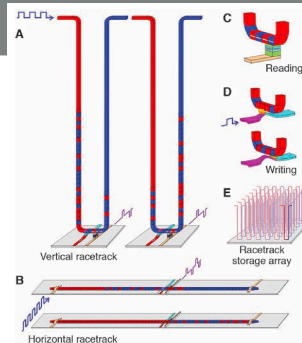 A
Vertical racetrack
B
Horizontal racetrack
C
Reading
D
Writing
E
Racetrack
storage array